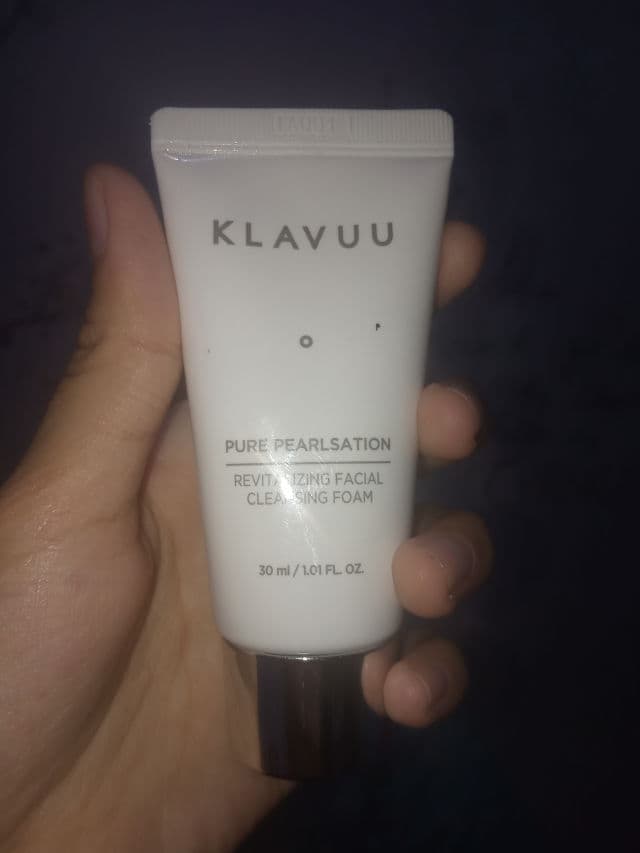 KLAVUU
PURE PEARLSATION
REVITALIZING FACIAL
CLEANSING FOAM
30 ml / 1.01 FL. OZ.